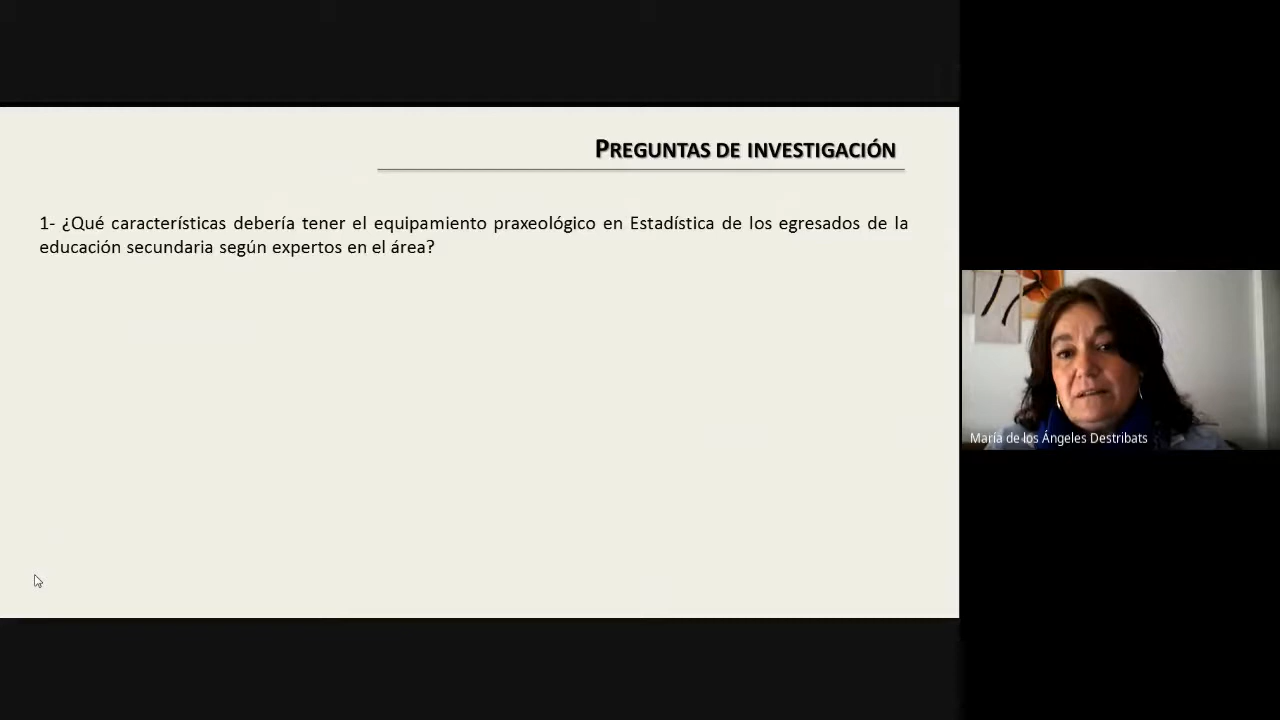 PREGUNTAS DE INVESTIGACIÓN
1- ¿Qué características debería tener el equipamiento praxeológico en Estadística de los egresados de la
educación secundaria según expertos en el área?
María de los Ángeles Destribats